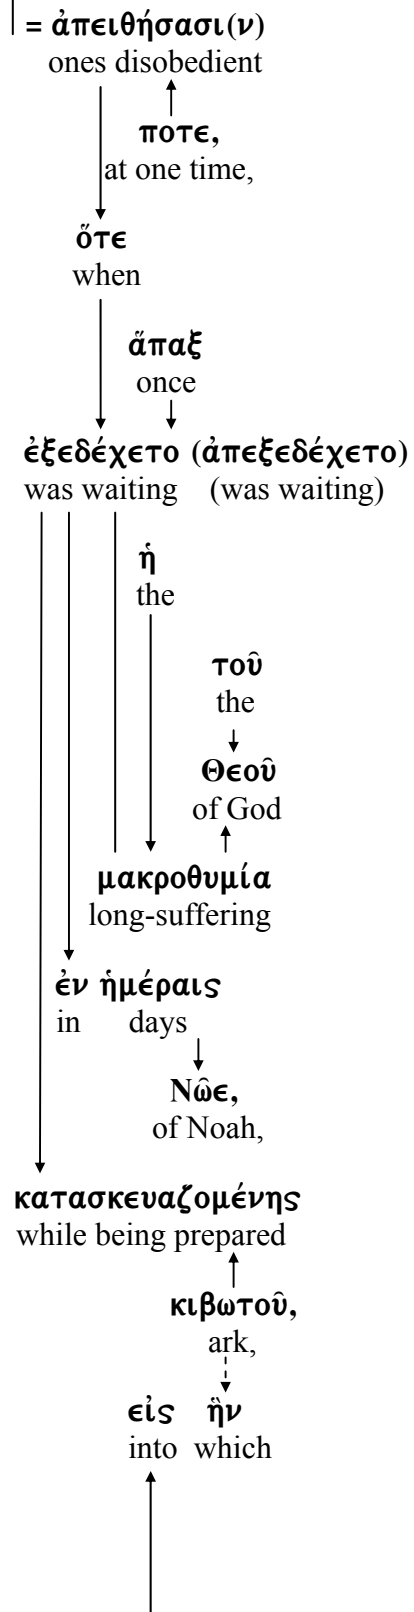 = ἀπειθήσασι(ν)
ones disobedient
ποτε,
at one time,
ὅτε
when
ἅπαξ
once
ἐξεδέχετο (ἀπεξεδέχετο)
was waiting (was waiting)
ἡ
the
τοῦ
the
Θεοῦ
of God
μακροθυμία
long-suffering
ἐν ἡμέραις
in days
Νῶε,
of Noah,
κατασκευαζομένης
while being prepared
κιβωτοῦ,
ark,
εἰς ἣν
into which